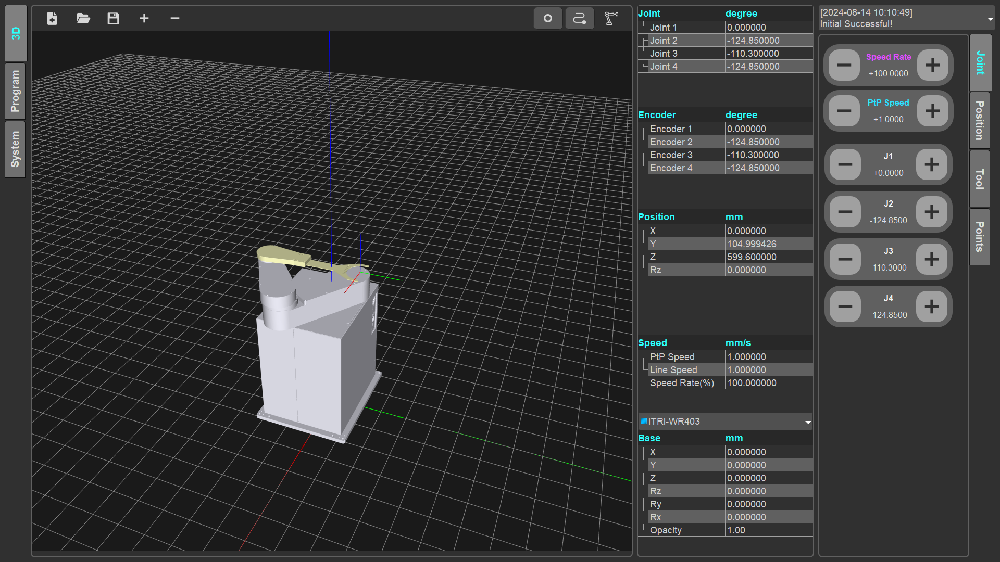 3D
Program
System
Joint degree
Joint 1 0.000000
Joint 2 -124.850000
Joint 3 -110.300000
Joint 4 -124.850000
Encoder degree
Encoder 1 0.000000
Encoder 2 -124.850000
Encoder 3 -110.300000
Encoder 4 -124.850000
Position mm
X 0.000000
Y 104.999426
Z 599.600000
Rz 0.000000
Speed mm/s
PtP Speed 1.000000
Line Speed 1.000000
Speed Rate(%) 100.000000
ITRI-WR403
Base mm
X 0.000000
Y 0.000000
Z 0.000000
Rz 0.000000
Ry 0.000000
Rx 0.000000
Opacity 1.00
[2024-08-14 10:10:49]
Initial Successful!
Speed Rate
+100.0000
PtP Speed
+1.0000
J1
+0.0000
J2
-124.8500
J3
-110.3000
J4
-124.8500
Joint
Position
Tool
Points